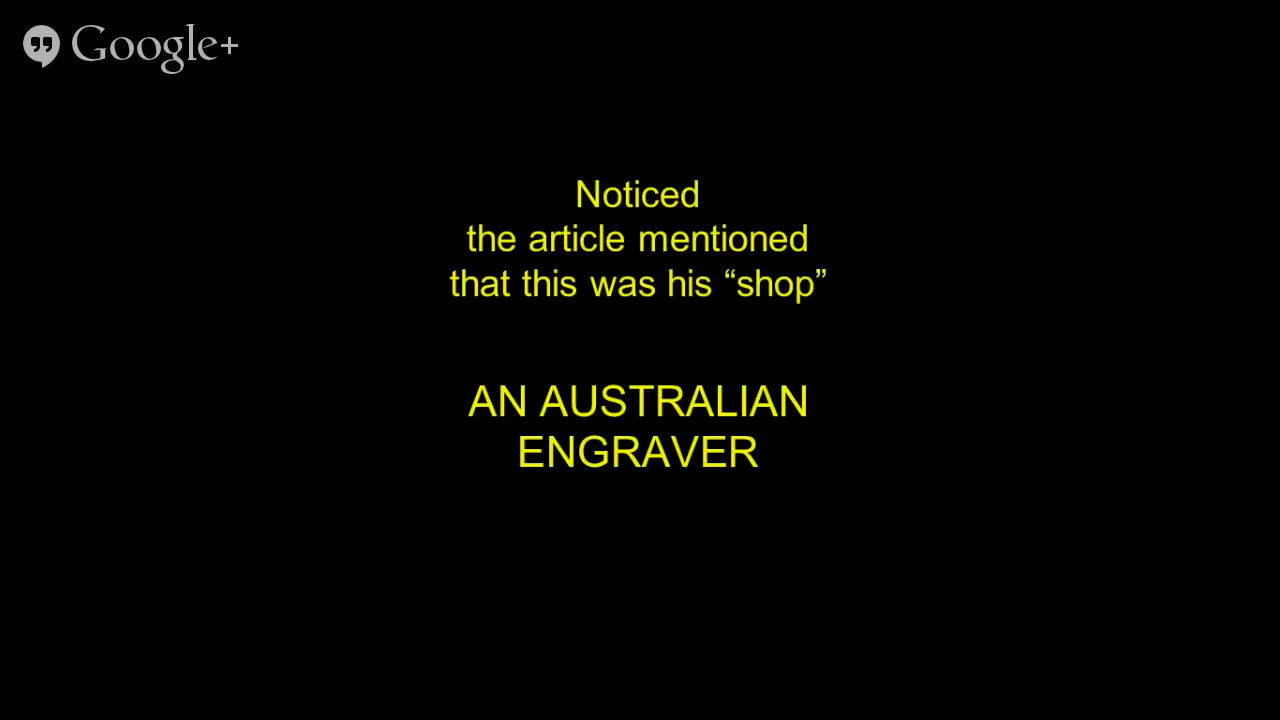 Google+
Noticed
the article mentioned
that this was his “shop”
AN AUSTRALIAN
ENGRAVER